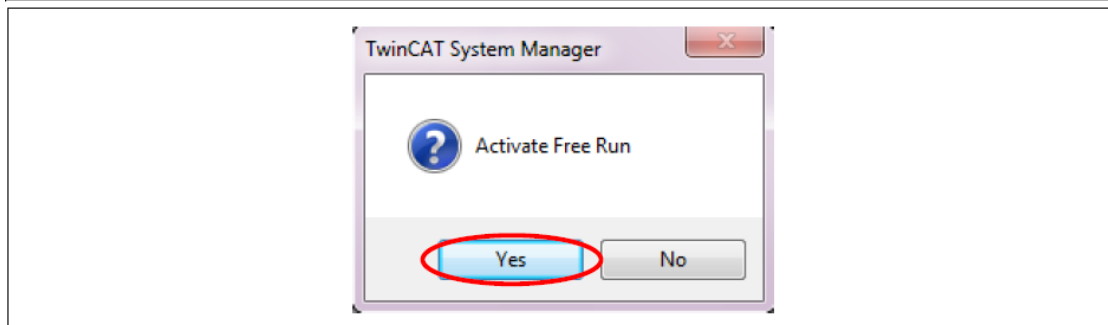 TwinCAT System Manager
Activate Free Run
Yes No